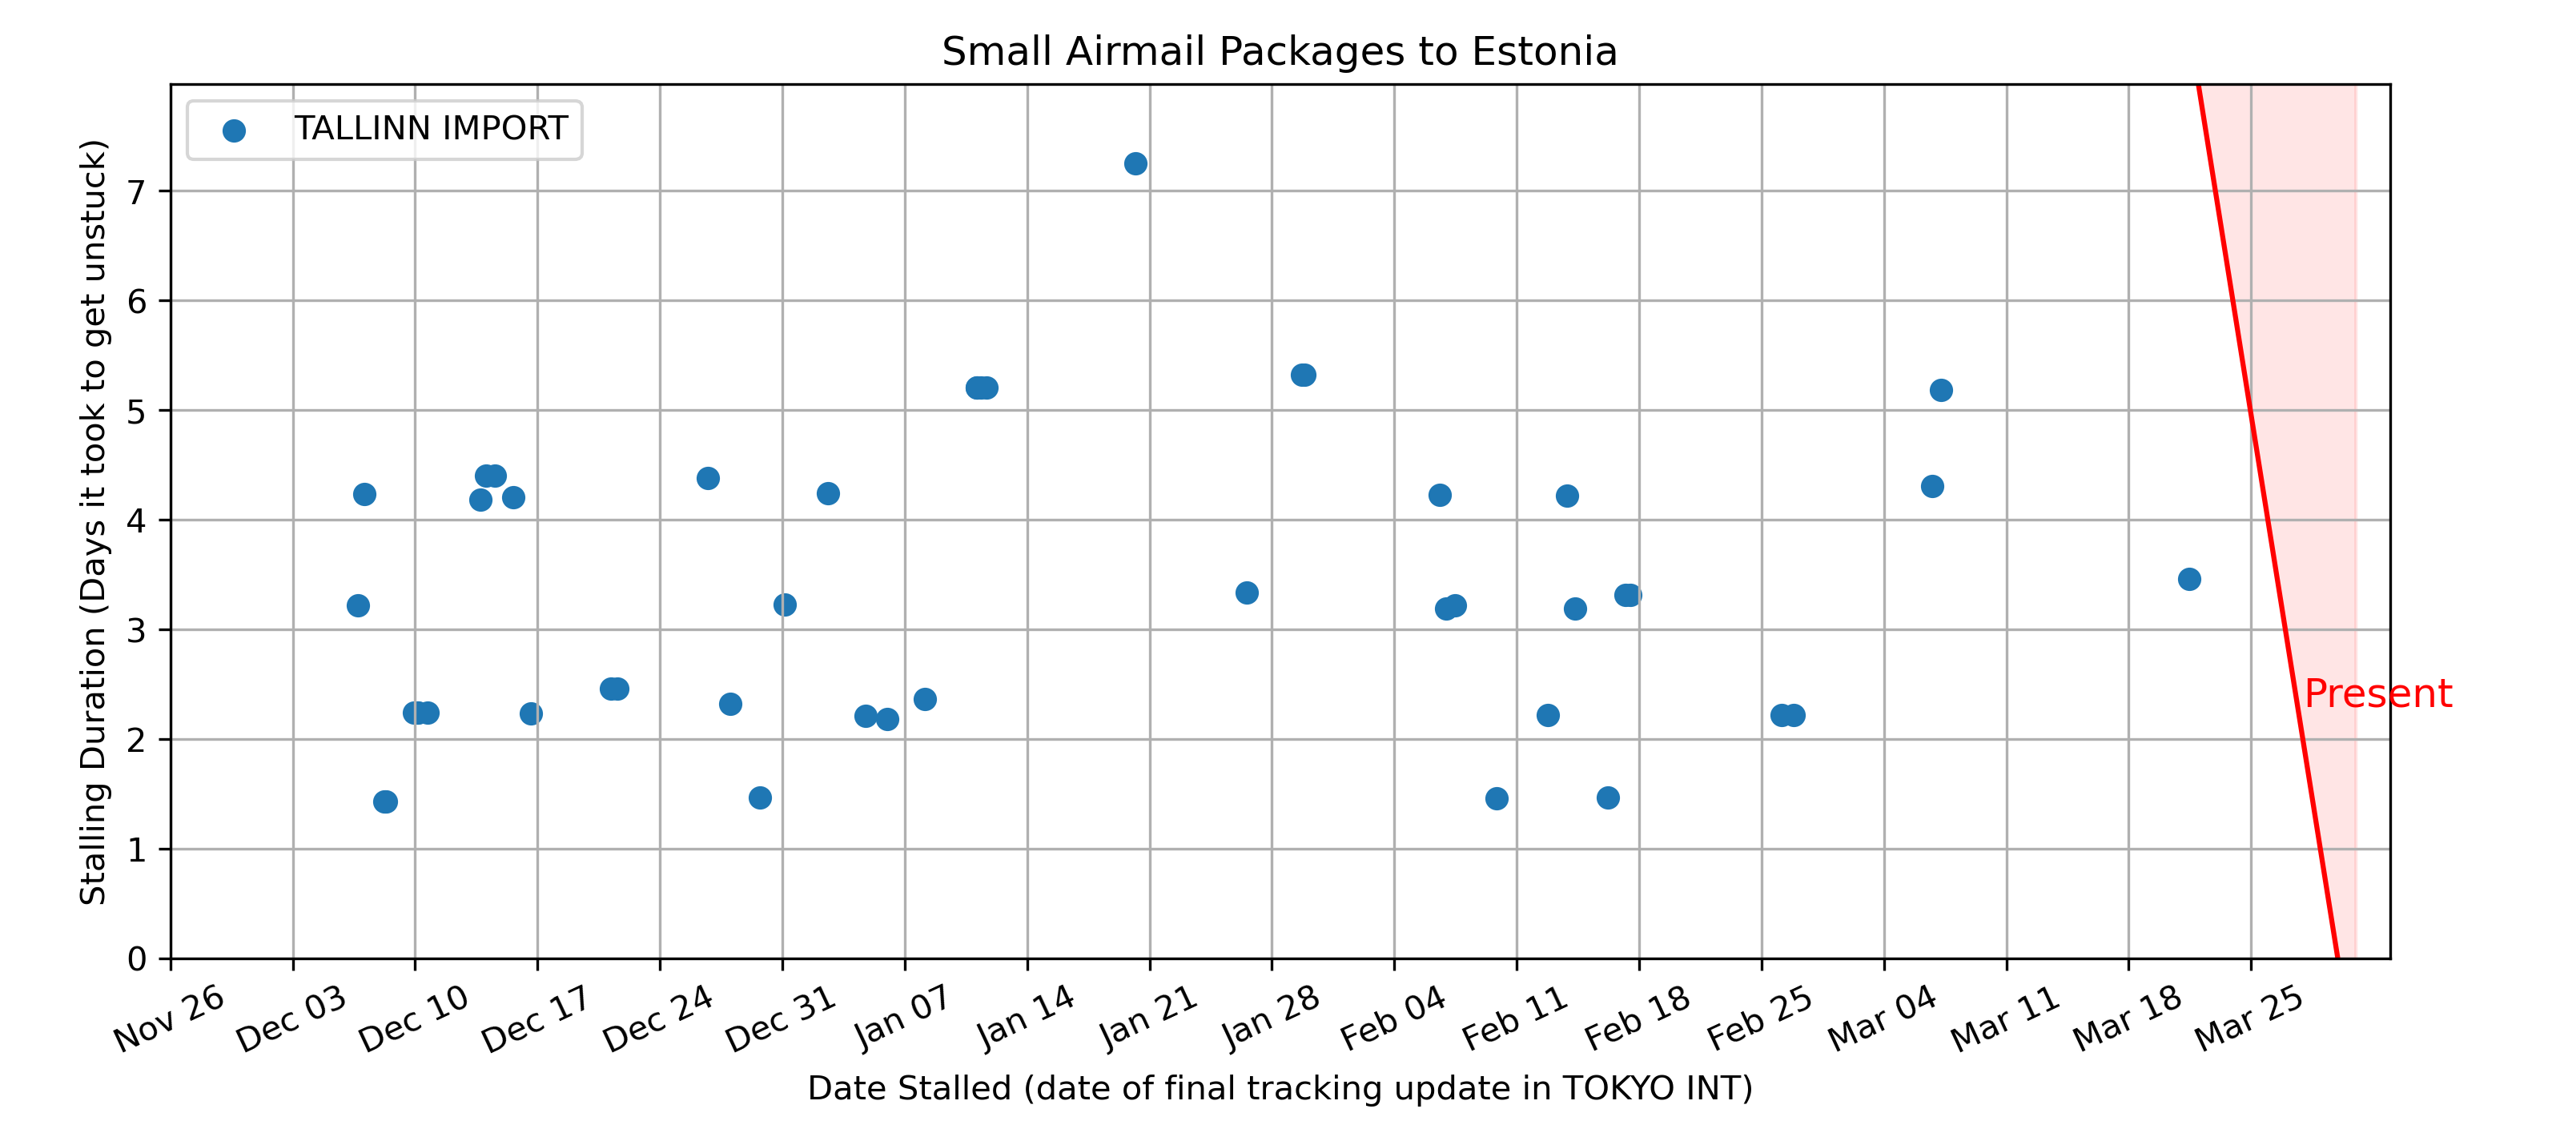 Small Airmail Packages to Estonia
TALLINN IMPORT
Stalling Duration (Days it took to get unstuck)
7
6
5
4
3
2
1
0
Present
Nov 26
Dec 03
Dec 10
Dec 17
Dec 24
Dec 31
Jan 07
Jan 14
Jan 21
Jan 28
Feb 04
Feb 11
Feb 18
Feb 25
Mar 04
Mar 11
Mar 18
Mar 25
Date Stalled (date of final tracking update in TOKYO INT)